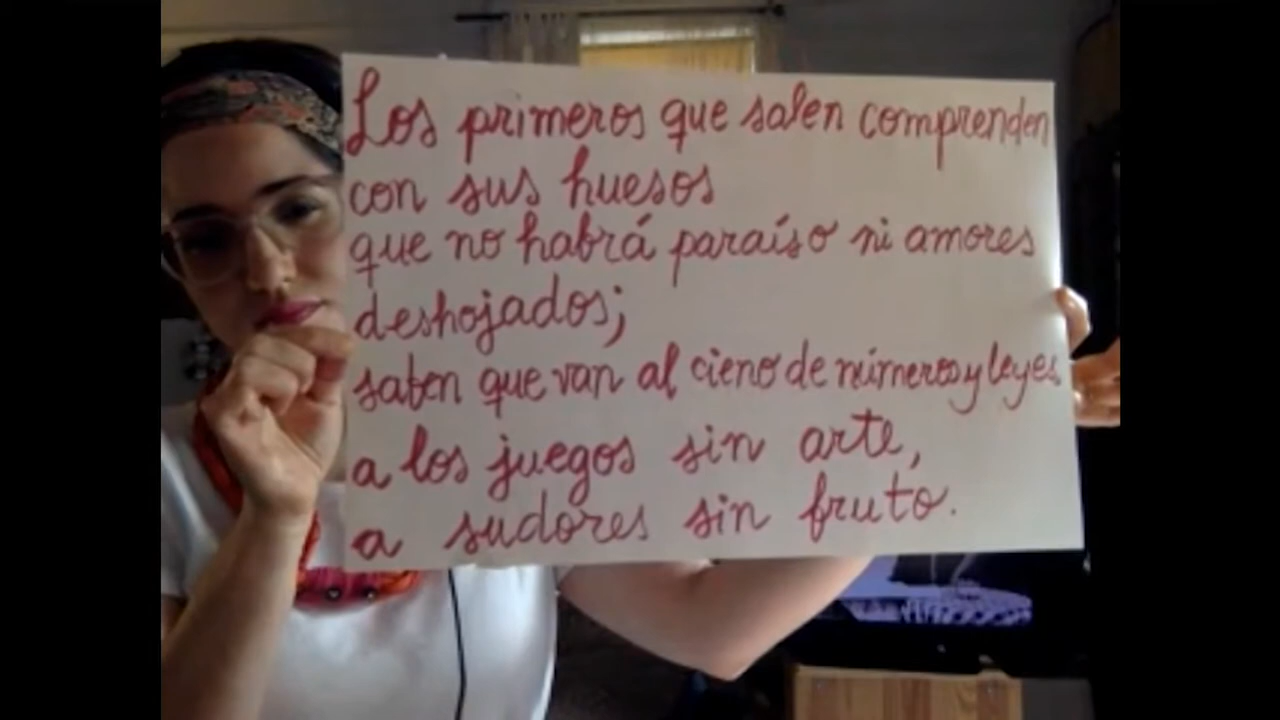 Los primeros que salen comprenden
con sus huesos
que no habrá paraíso ni amores
deshojados;
saben que van al cieno de números y leyes
a los juegos sin arte,
a sudores sin fruto.